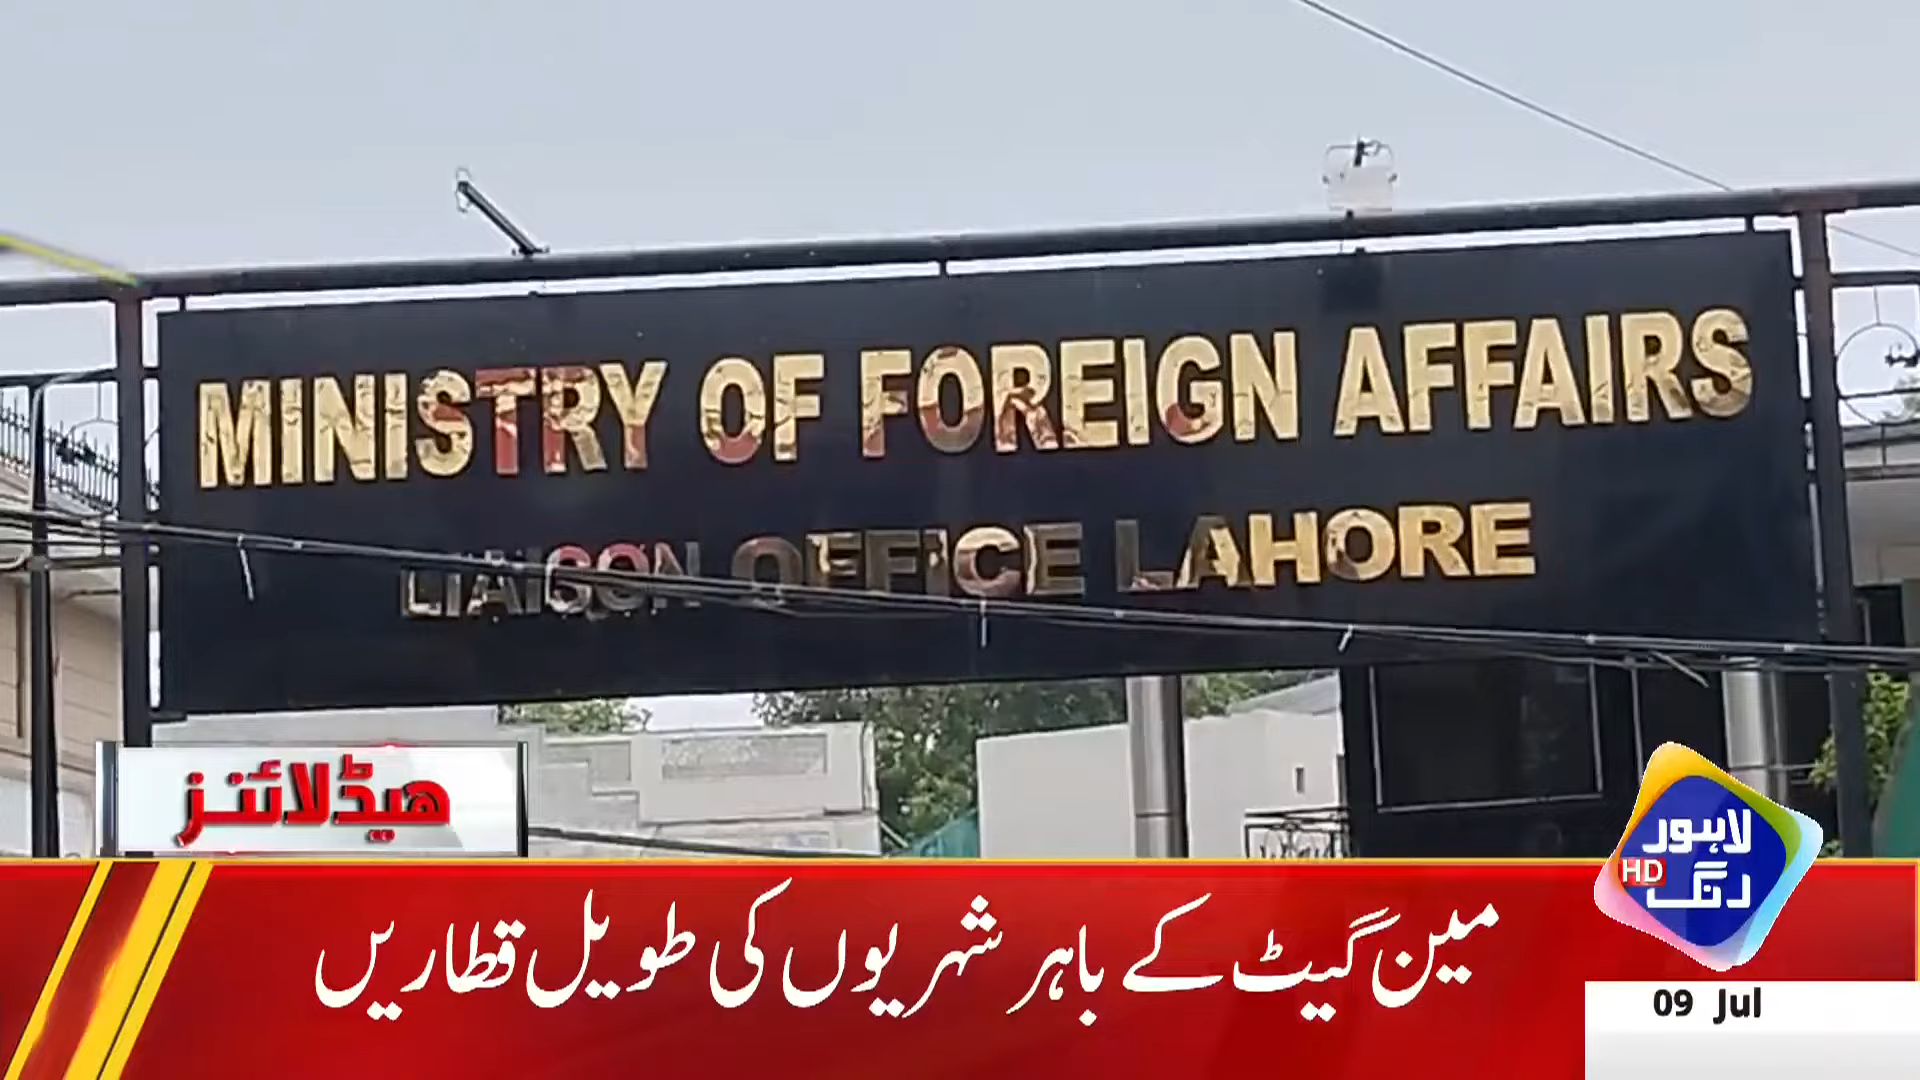 MINISTRY OF FOREIGN AFFAIRS
LIAISON OFFICE LAHORE
ہیڈلائنز
لاہور
HD
رنگ
مین گیٹ کے باہر شہریوں کی طویل قطاریں
09 Jul